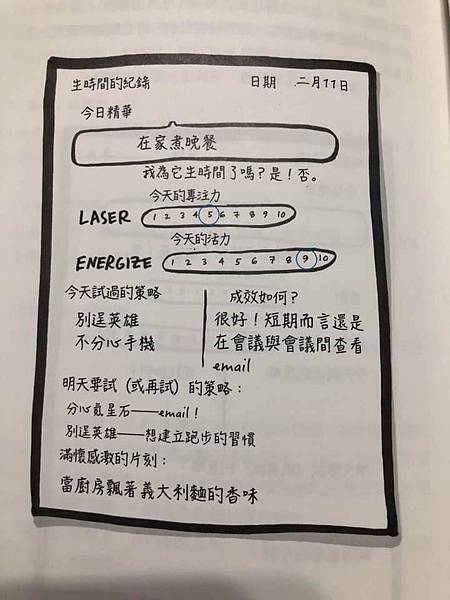 生時間的紀錄 日期 二月11日
今日精華
在家煮晚餐
我為它生時間了嗎?是!否。
今天的專注力
LASER 1 2 3 4 5 6 7 8 9 10
今天的活力
ENERGIZE 1 2 3 4 5 6 7 8 9 10
今天試過的策略
別逞英雄
不分心手機
成效如何?
很好!短期而言還是
在會議與會議間查看
email
明天要試(或再試)的策略:
分心氪星石——email!
別逞英雄——想建立跑步的習慣
滿懷感激的片刻:
當廚房飄著義大利麵的香味